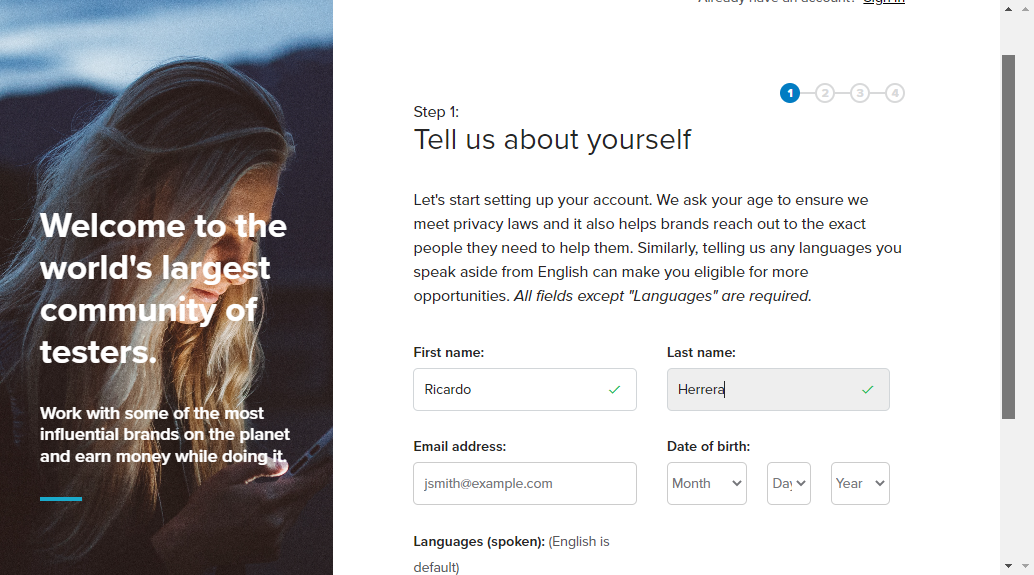 Already have an account? Sign in
1 2 3 4
Step 1:
Tell us about yourself
Let's start setting up your account. We ask your age to ensure we
meet privacy laws and it also helps brands reach out to the exact
people they need to help them. Similarly, telling us any languages you
speak aside from English can make you eligible for more
opportunities. All fields except "Languages" are required.
Welcome to the
world's largest
community of
testers.
Work with some of the most
influential brands on the planet
and earn money while doing it.
First name: Last name:
Ricardo Herrera
Email address: Date of birth:
jsmith@example.com Month Day Year
Languages (spoken): (English is
default)